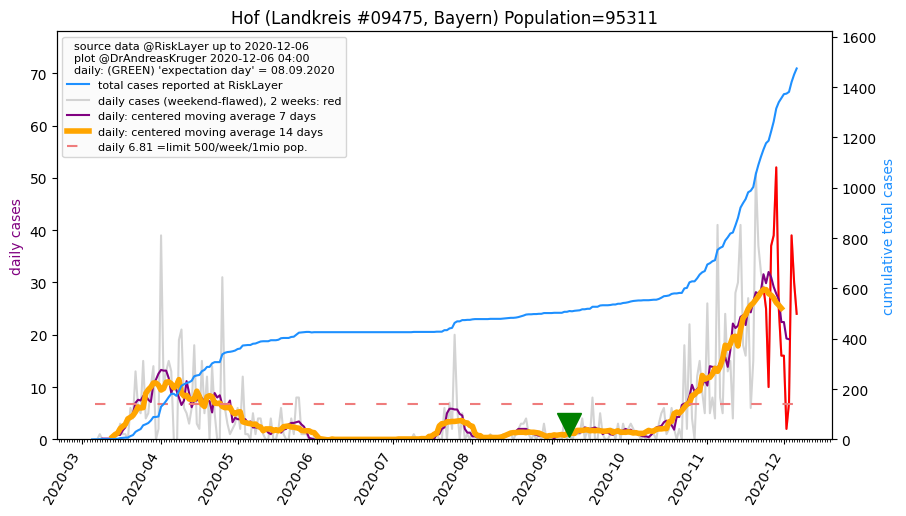 Hof (Landkreis #09475, Bayern) Population=95311
source data @RiskLayer up to 2020-12-06
plot @DrAndreasKruger 2020-12-06 04:00
daily: (GREEN) 'expectation day' = 08.09.2020
total cases reported at RiskLayer
daily cases (weekend-flawed), 2 weeks: red
daily: centered moving average 7 days
daily: centered moving average 14 days
daily 6.81 =limit 500/week/1mio pop.
daily cases
70
60
50
40
30
20
10
0
cumulative total cases
1600
1400
1200
1000
800
600
400
200
0
2020-03
2020-04
2020-05
2020-06
2020-07
2020-08
2020-09
2020-10
2020-11
2020-12